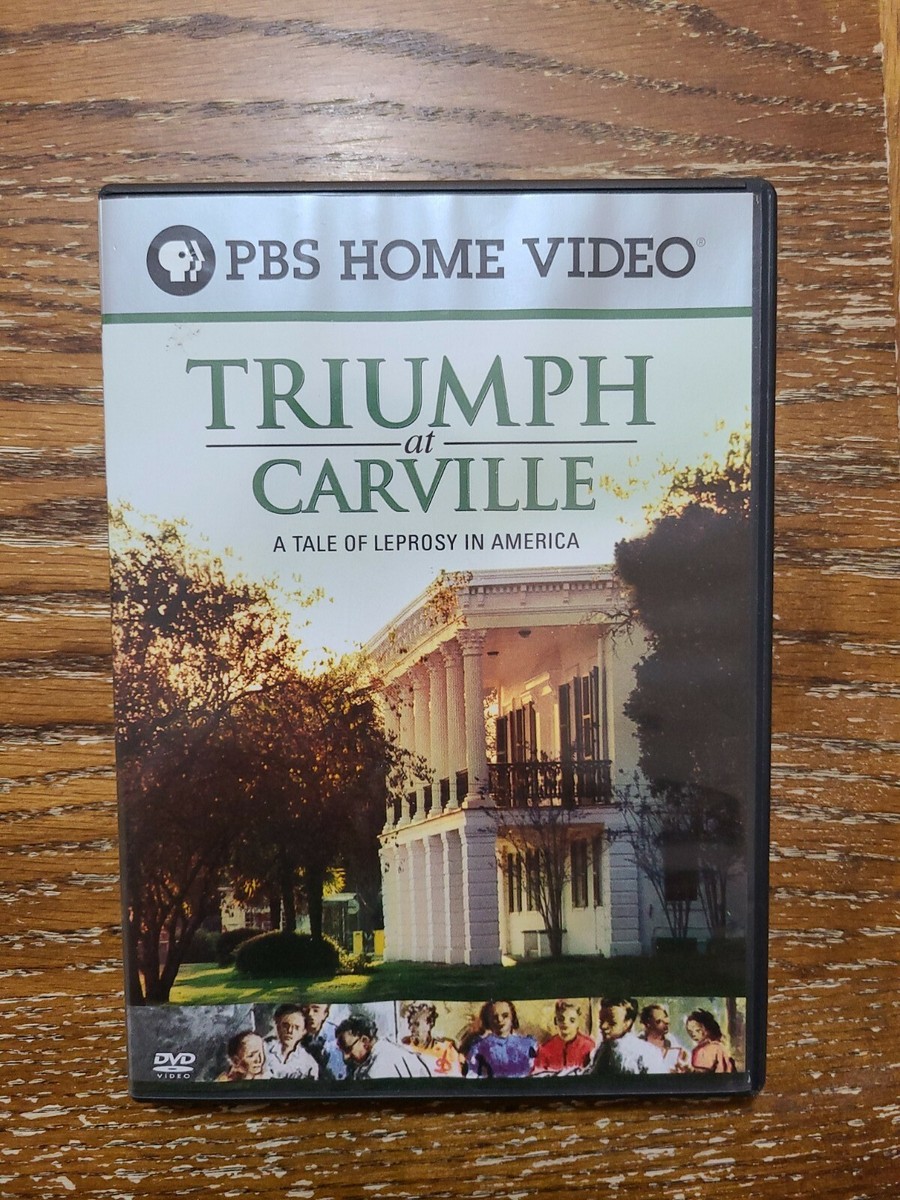 PBS HOME VIDEO®
TRIUMPH
at
CARVILLE
A TALE OF LEPROSY IN AMERICA
DVD
VIDEO